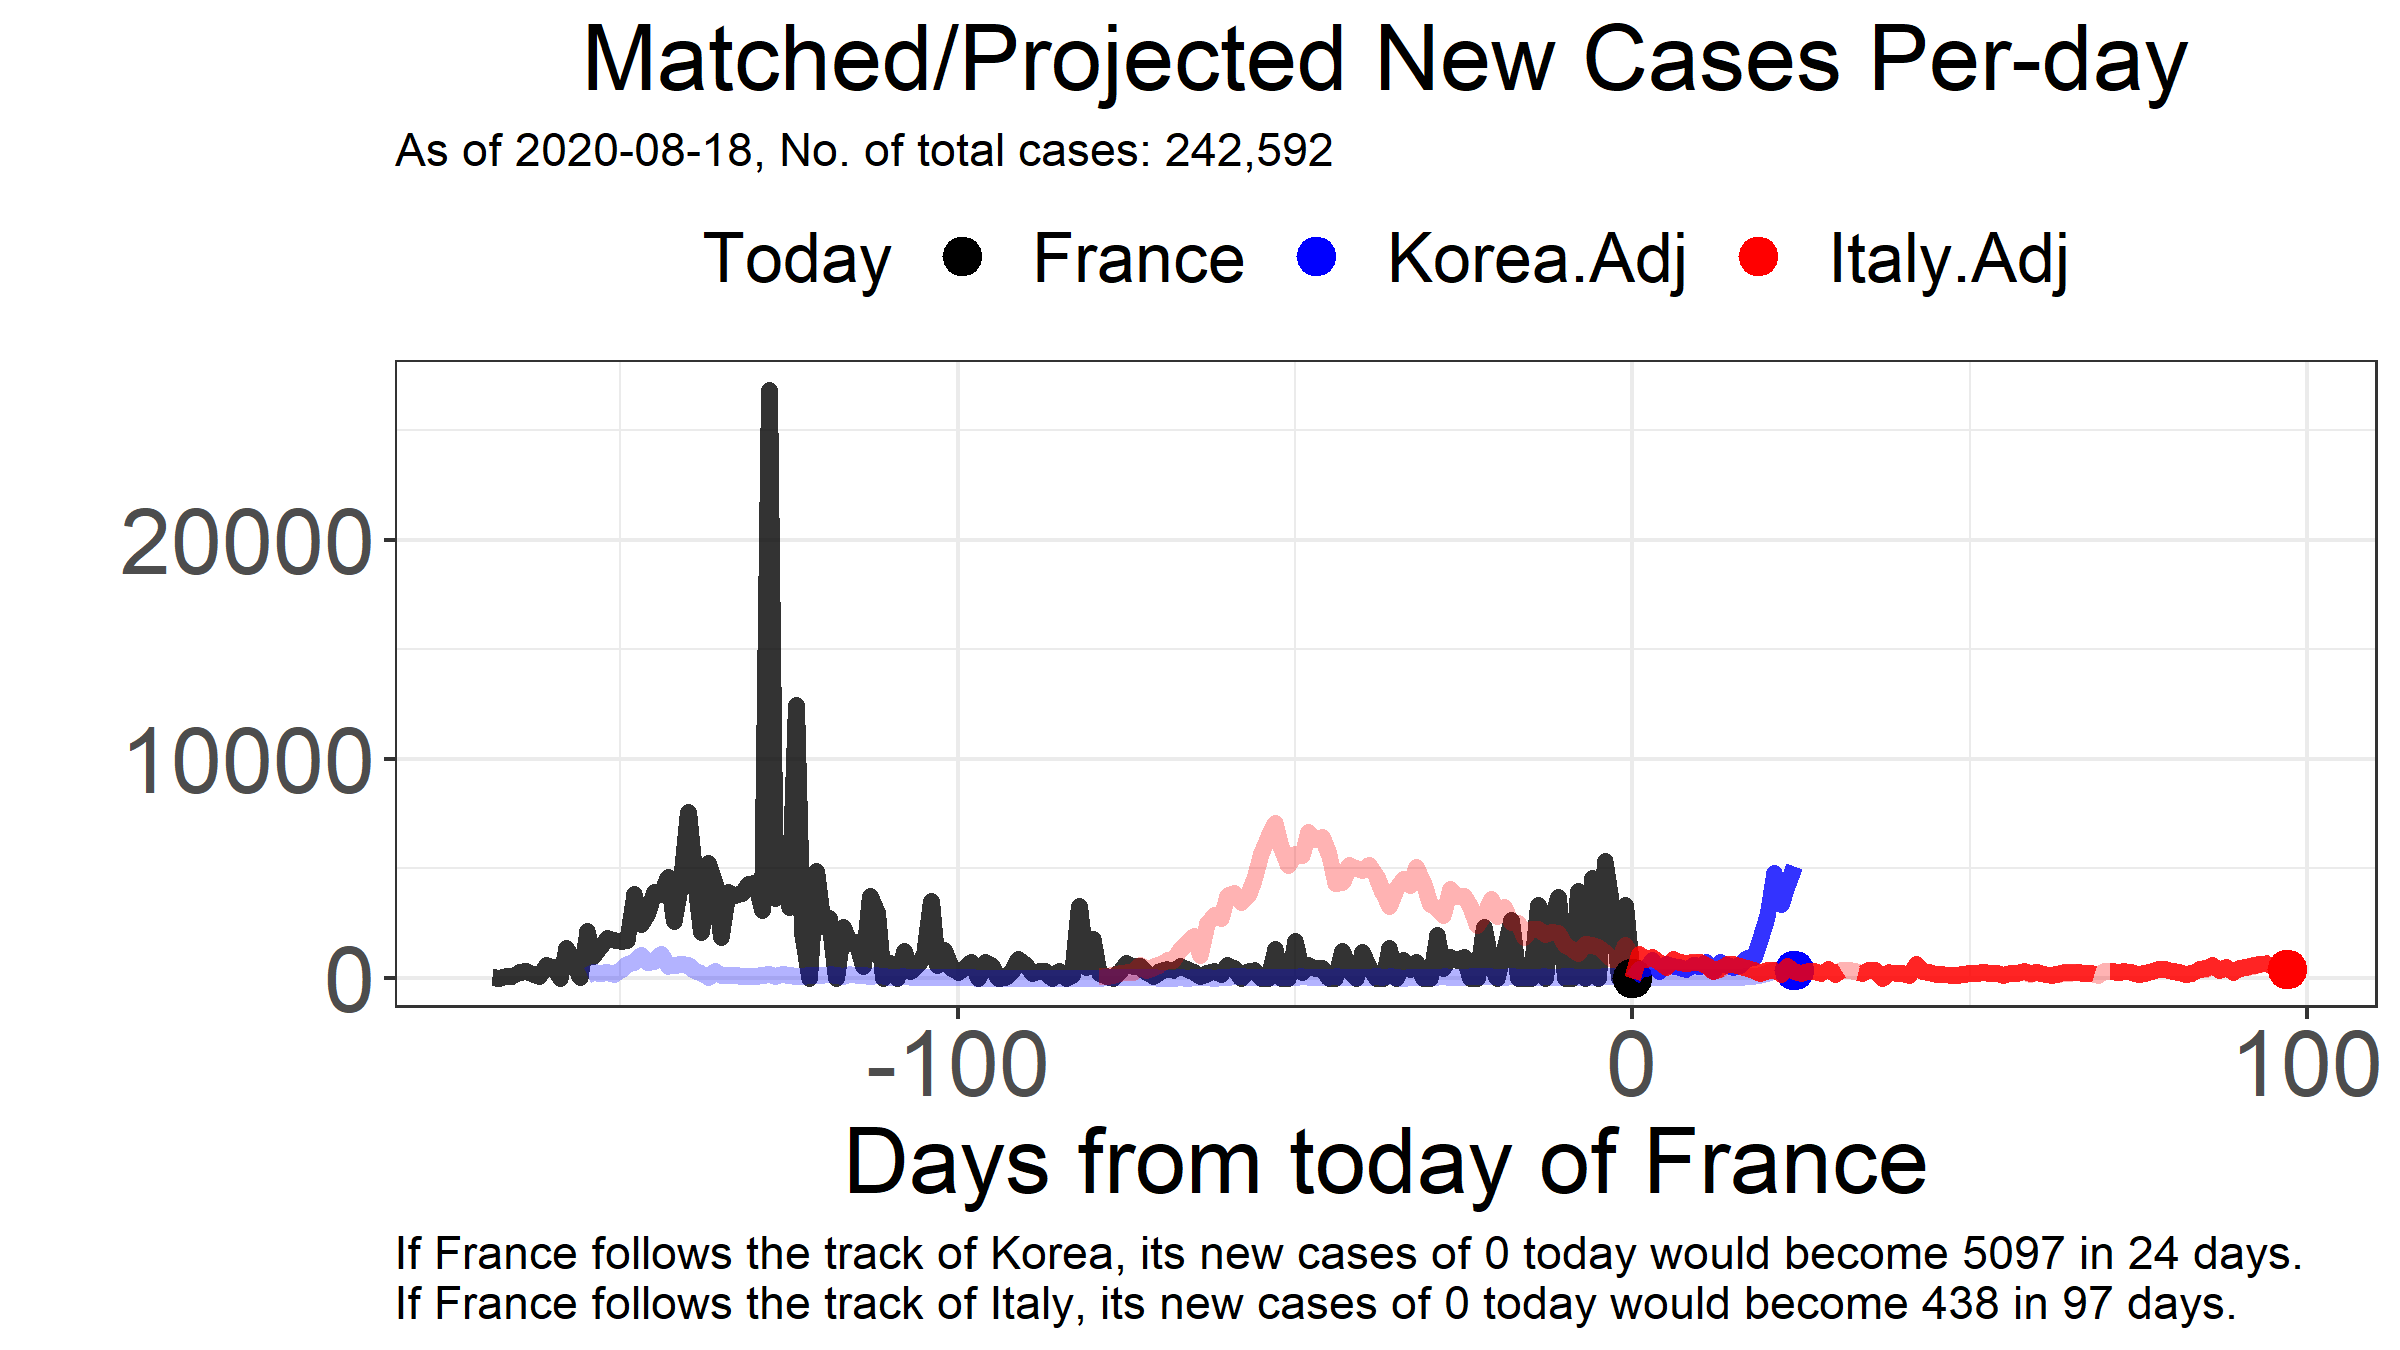 Matched/Projected New Cases Per-day
As of 2020-08-18, No. of total cases: 242,592
Today France Korea.Adj Italy.Adj
20000
10000
0
-100 0 100
Days from today of France
If France follows the track of Korea, its new cases of 0 today would become 5097 in 24 days.
If France follows the track of Italy, its new cases of 0 today would become 438 in 97 days.